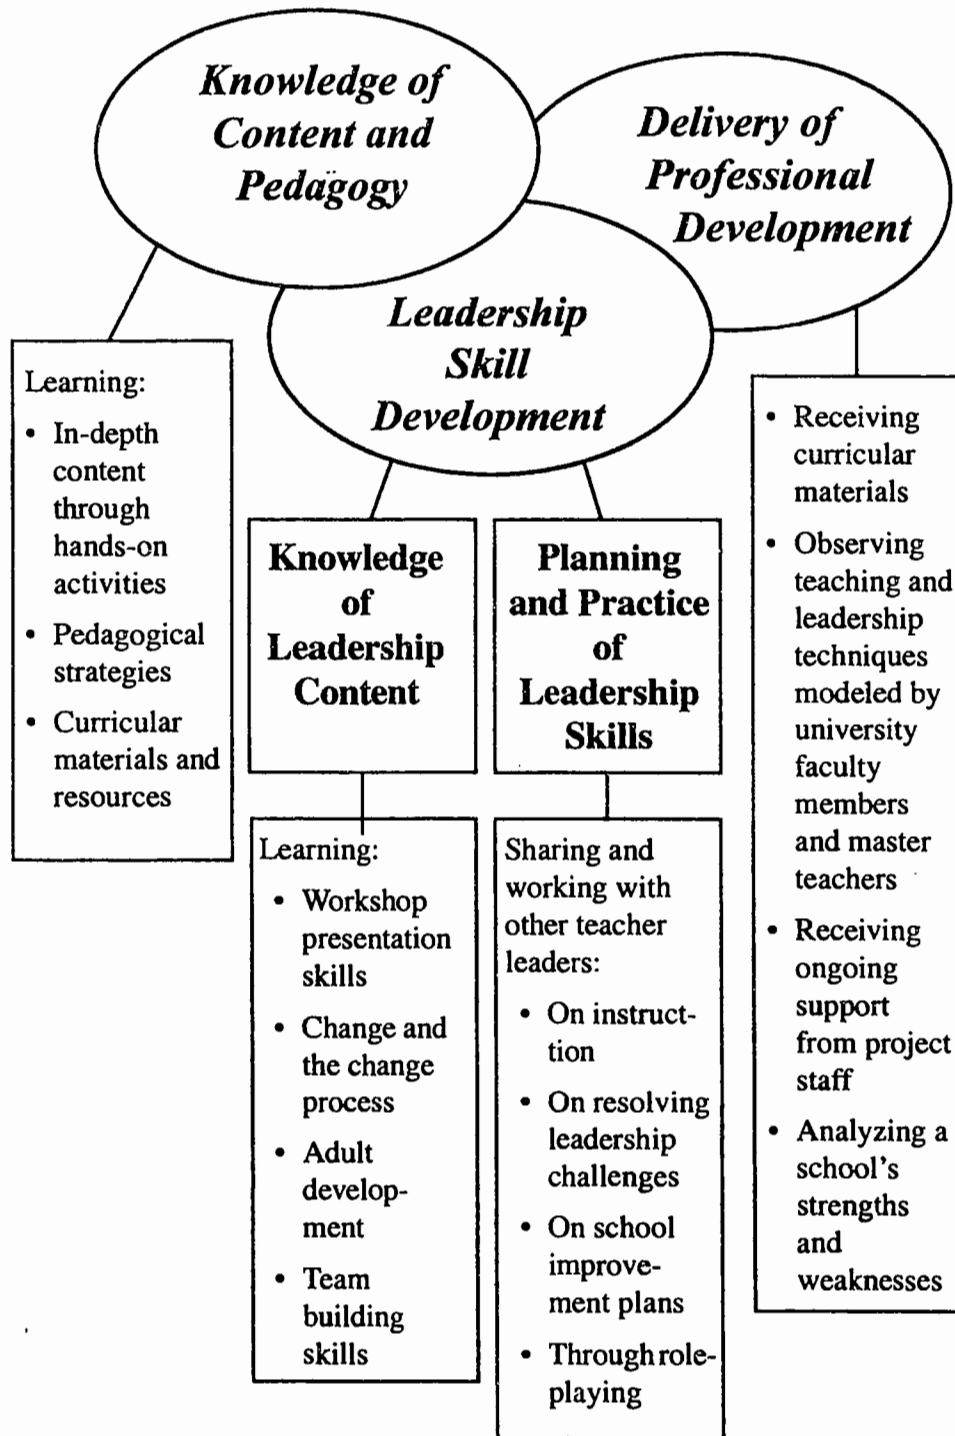 Knowledge of
Content and
Pedagogy
Delivery of
Professional
Development
Leadership
Skill
Development
Learning:
• In-depth
content
through
hands-on
activities
• Pedagogical
strategies
• Curricular
materials and
resources
Knowledge
of
Leadership
Content
Learning:
• Workshop
presentation
skills
• Change and
the change
process
• Adult
develop-
ment
• Team
building
skills
Planning
and Practice
of
Leadership
Skills
Sharing and
working with
other teacher
leaders:
• On instruc-
tion
• On resolving
leadership
challenges
• On school
improve-
ment plans
• Through role-
playing
• Receiving
curricular
materials
• Observing
teaching and
leadership
techniques
modeled by
university
faculty
members
and master
teachers
• Receiving
ongoing
support
from project
staff
• Analyzing a
school's
strengths
and
weaknesses